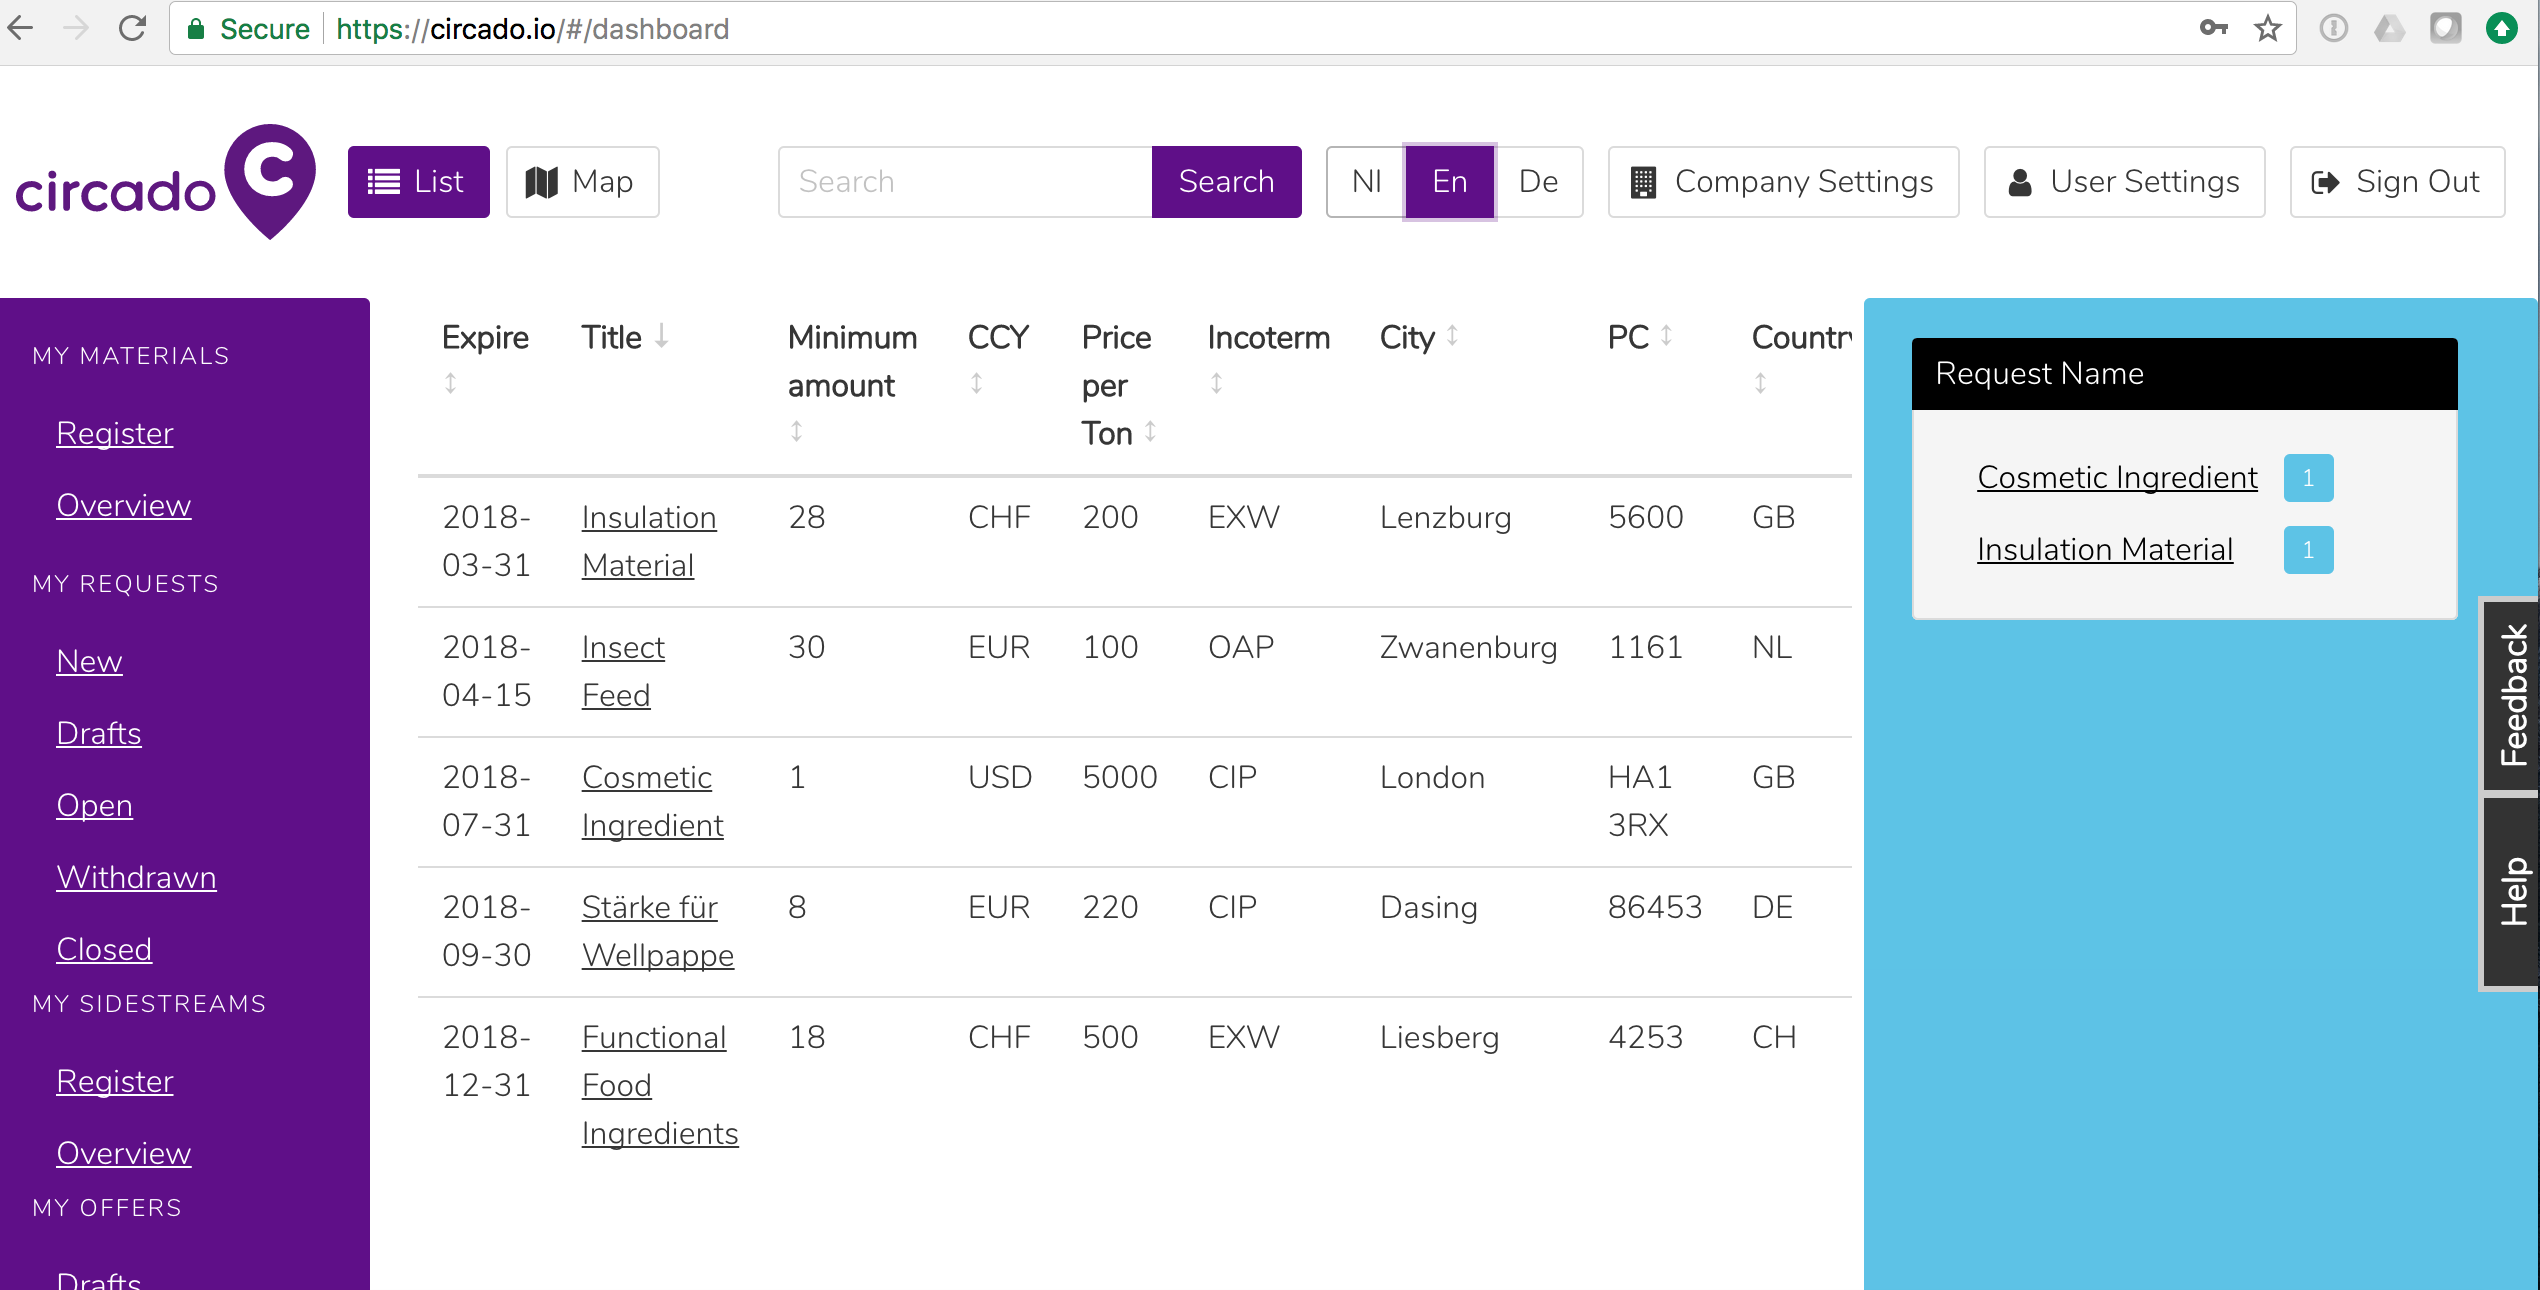 Secure https://circado.io/#/dashboard
circado C
List Map Search Search Nl En De Company Settings User Settings Sign Out
MY MATERIALS
Register
Overview
MY REQUESTS
New
Drafts
Open
Withdrawn
Closed
MY SIDESTREAMS
Register
Overview
MY OFFERS
Drafts
Expire Title Minimum CCY Price Incoterm City PC Country
amount per
Ton
2018- Insulation 28 CHF 200 EXW Lenzburg 5600 GB
03-31 Material
2018- Insect 30 EUR 100 OAP Zwanenburg 1161 NL
04-15 Feed
2018- Cosmetic 1 USD 5000 CIP London HA1 GB
07-31 Ingredient 3RX
2018- Stärke für 8 EUR 220 CIP Dasing 86453 DE
09-30 Wellpappe
2018- Functional 18 CHF 500 EXW Liesberg 4253 CH
12-31 Food
Ingredients
Request Name
Cosmetic Ingredient 1
Insulation Material 1
Feedback
Help